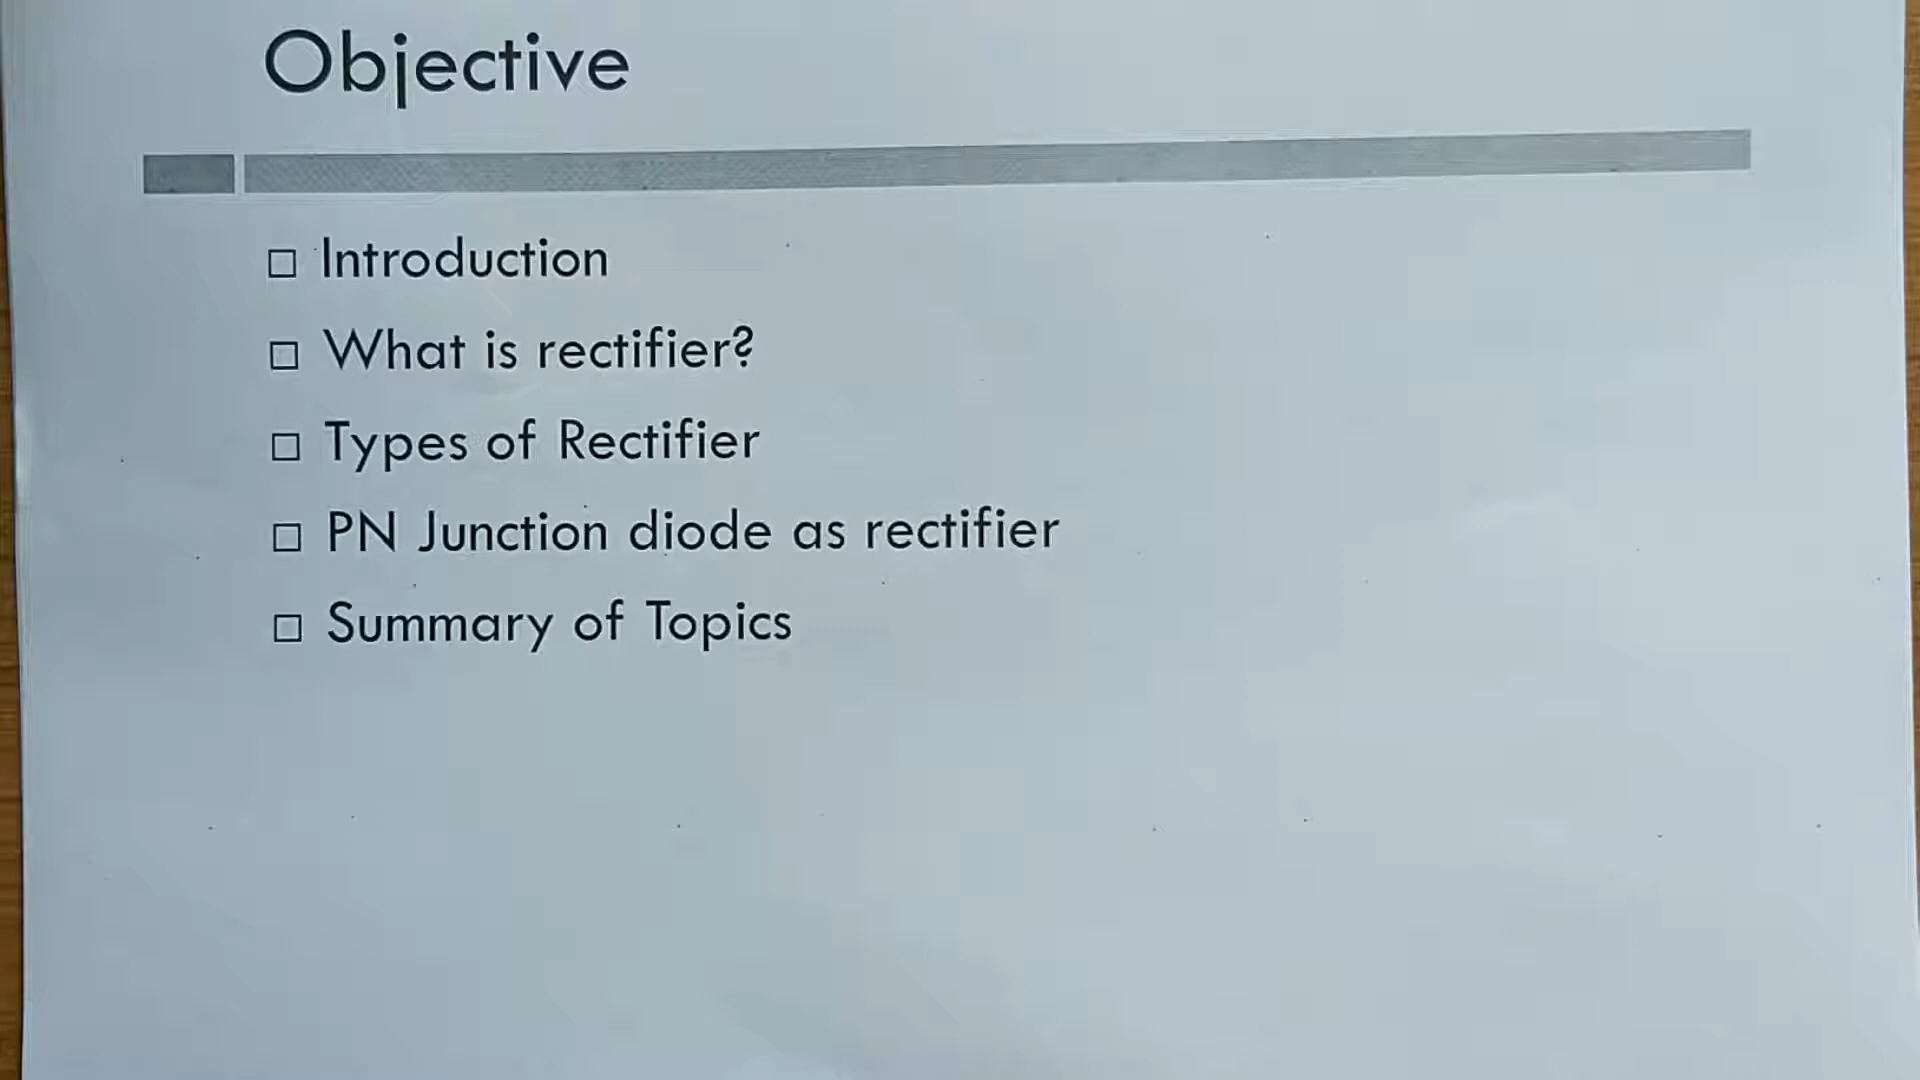 Objective
Introduction
What is rectifier?
Types of Rectifier
PN Junction diode as rectifier
Summary of Topics